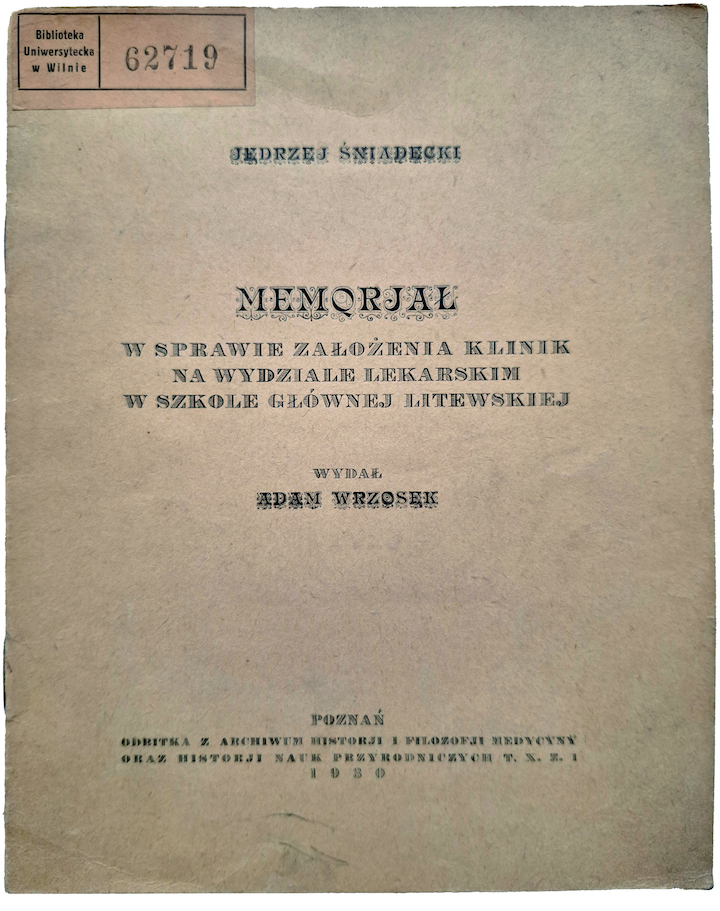 Biblioteka
Uniwersytecka
w Wilnie
62719
JĘDRZEJ ŚNIADECKI
MEMORJAŁ
W SPRAWIE ZAŁOŻENIA KLINIK
NA WYDZIALE LEKARSKIM
W SZKOLE GŁÓWNEJ LITEWSKIEJ
WYDAŁ
ADAM WRZOSEK
POZNAŃ
ODBITKA Z ARCHIWUM HISTORJI I FILOZOFJI MEDYCYNY
ORAZ HISTORJI NAUK PRZYRODNICZYCH T. X. Z. 1
1930